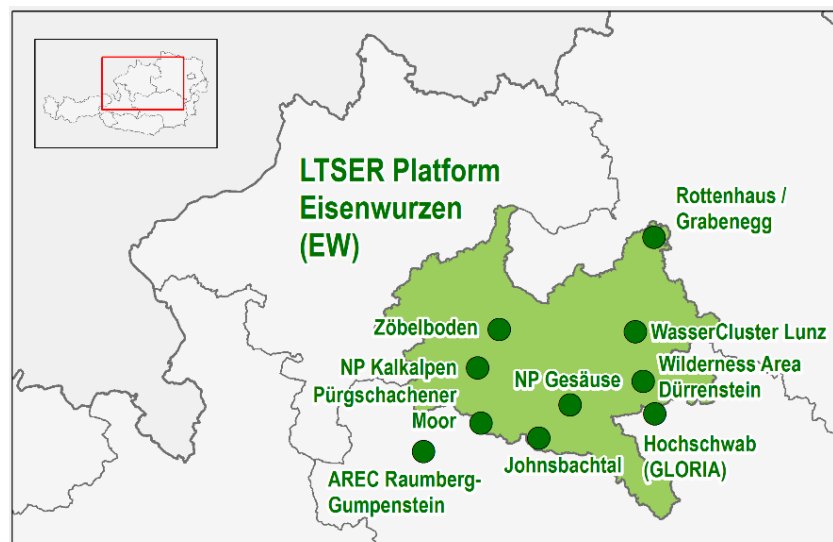 LTSER Platform
Eisenwurzen
(EW)
Rottenhaus /
Grabenegg
Zöbelboden
WasserCluster Lunz
NP Kalkalpen
Wilderness Area
Dürrenstein
NP Gesäuse
Pürgschachener
Moor
Hochschwab
(GLORIA)
Johnsbachtal
AREC Raumberg-
Gumpenstein